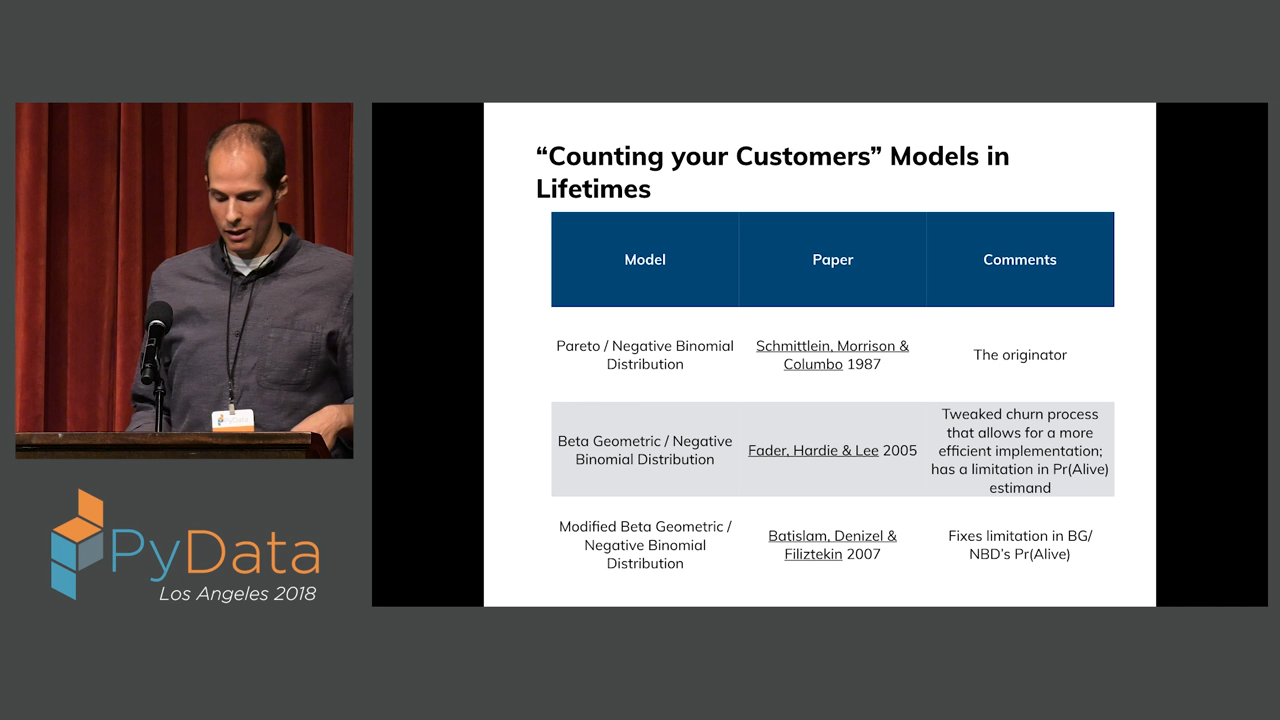 “Counting your Customers” Models in
Lifetimes
Model
Paper
Comments
Pareto / Negative Binomial
Distribution
Schmittlein, Morrison &
Columbo 1987
The originator
Beta Geometric / Negative
Binomial Distribution
Fader, Hardie & Lee 2005
Tweaked churn process
that allows for a more
efficient implementation;
has a limitation in Pr(Alive)
estimand
Modified Beta Geometric /
Negative Binomial
Distribution
Batislam, Denizel &
Filiztekin 2007
Fixes limitation in BG/
NBD’s Pr(Alive)
PyData
Los Angeles 2018